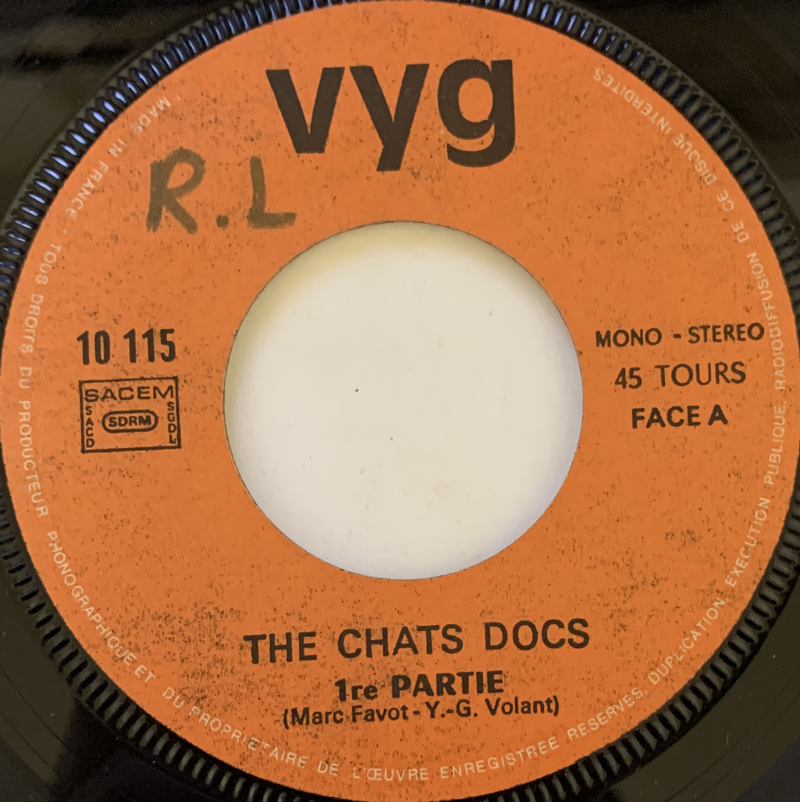 vyg
R.L
10 115
SACEM
SACD
SDRM
SGDL
MONO - STEREO
45 TOURS
FACE A
THE CHATS DOCS
1re PARTIE
(Marc Favot - Y.-G. Volant)
MADE IN FRANCE - TOUS DROITS DU PRODUCTEUR PHONOGRAPHIQUE ET DU PROPRIETAIRE DE L'ŒUVRE ENREGISTREE RESERVES. DUPLICATION, EXECUTION PUBLIQUE, RADIODIFFUSION DE CE DISQUE INTERDITES